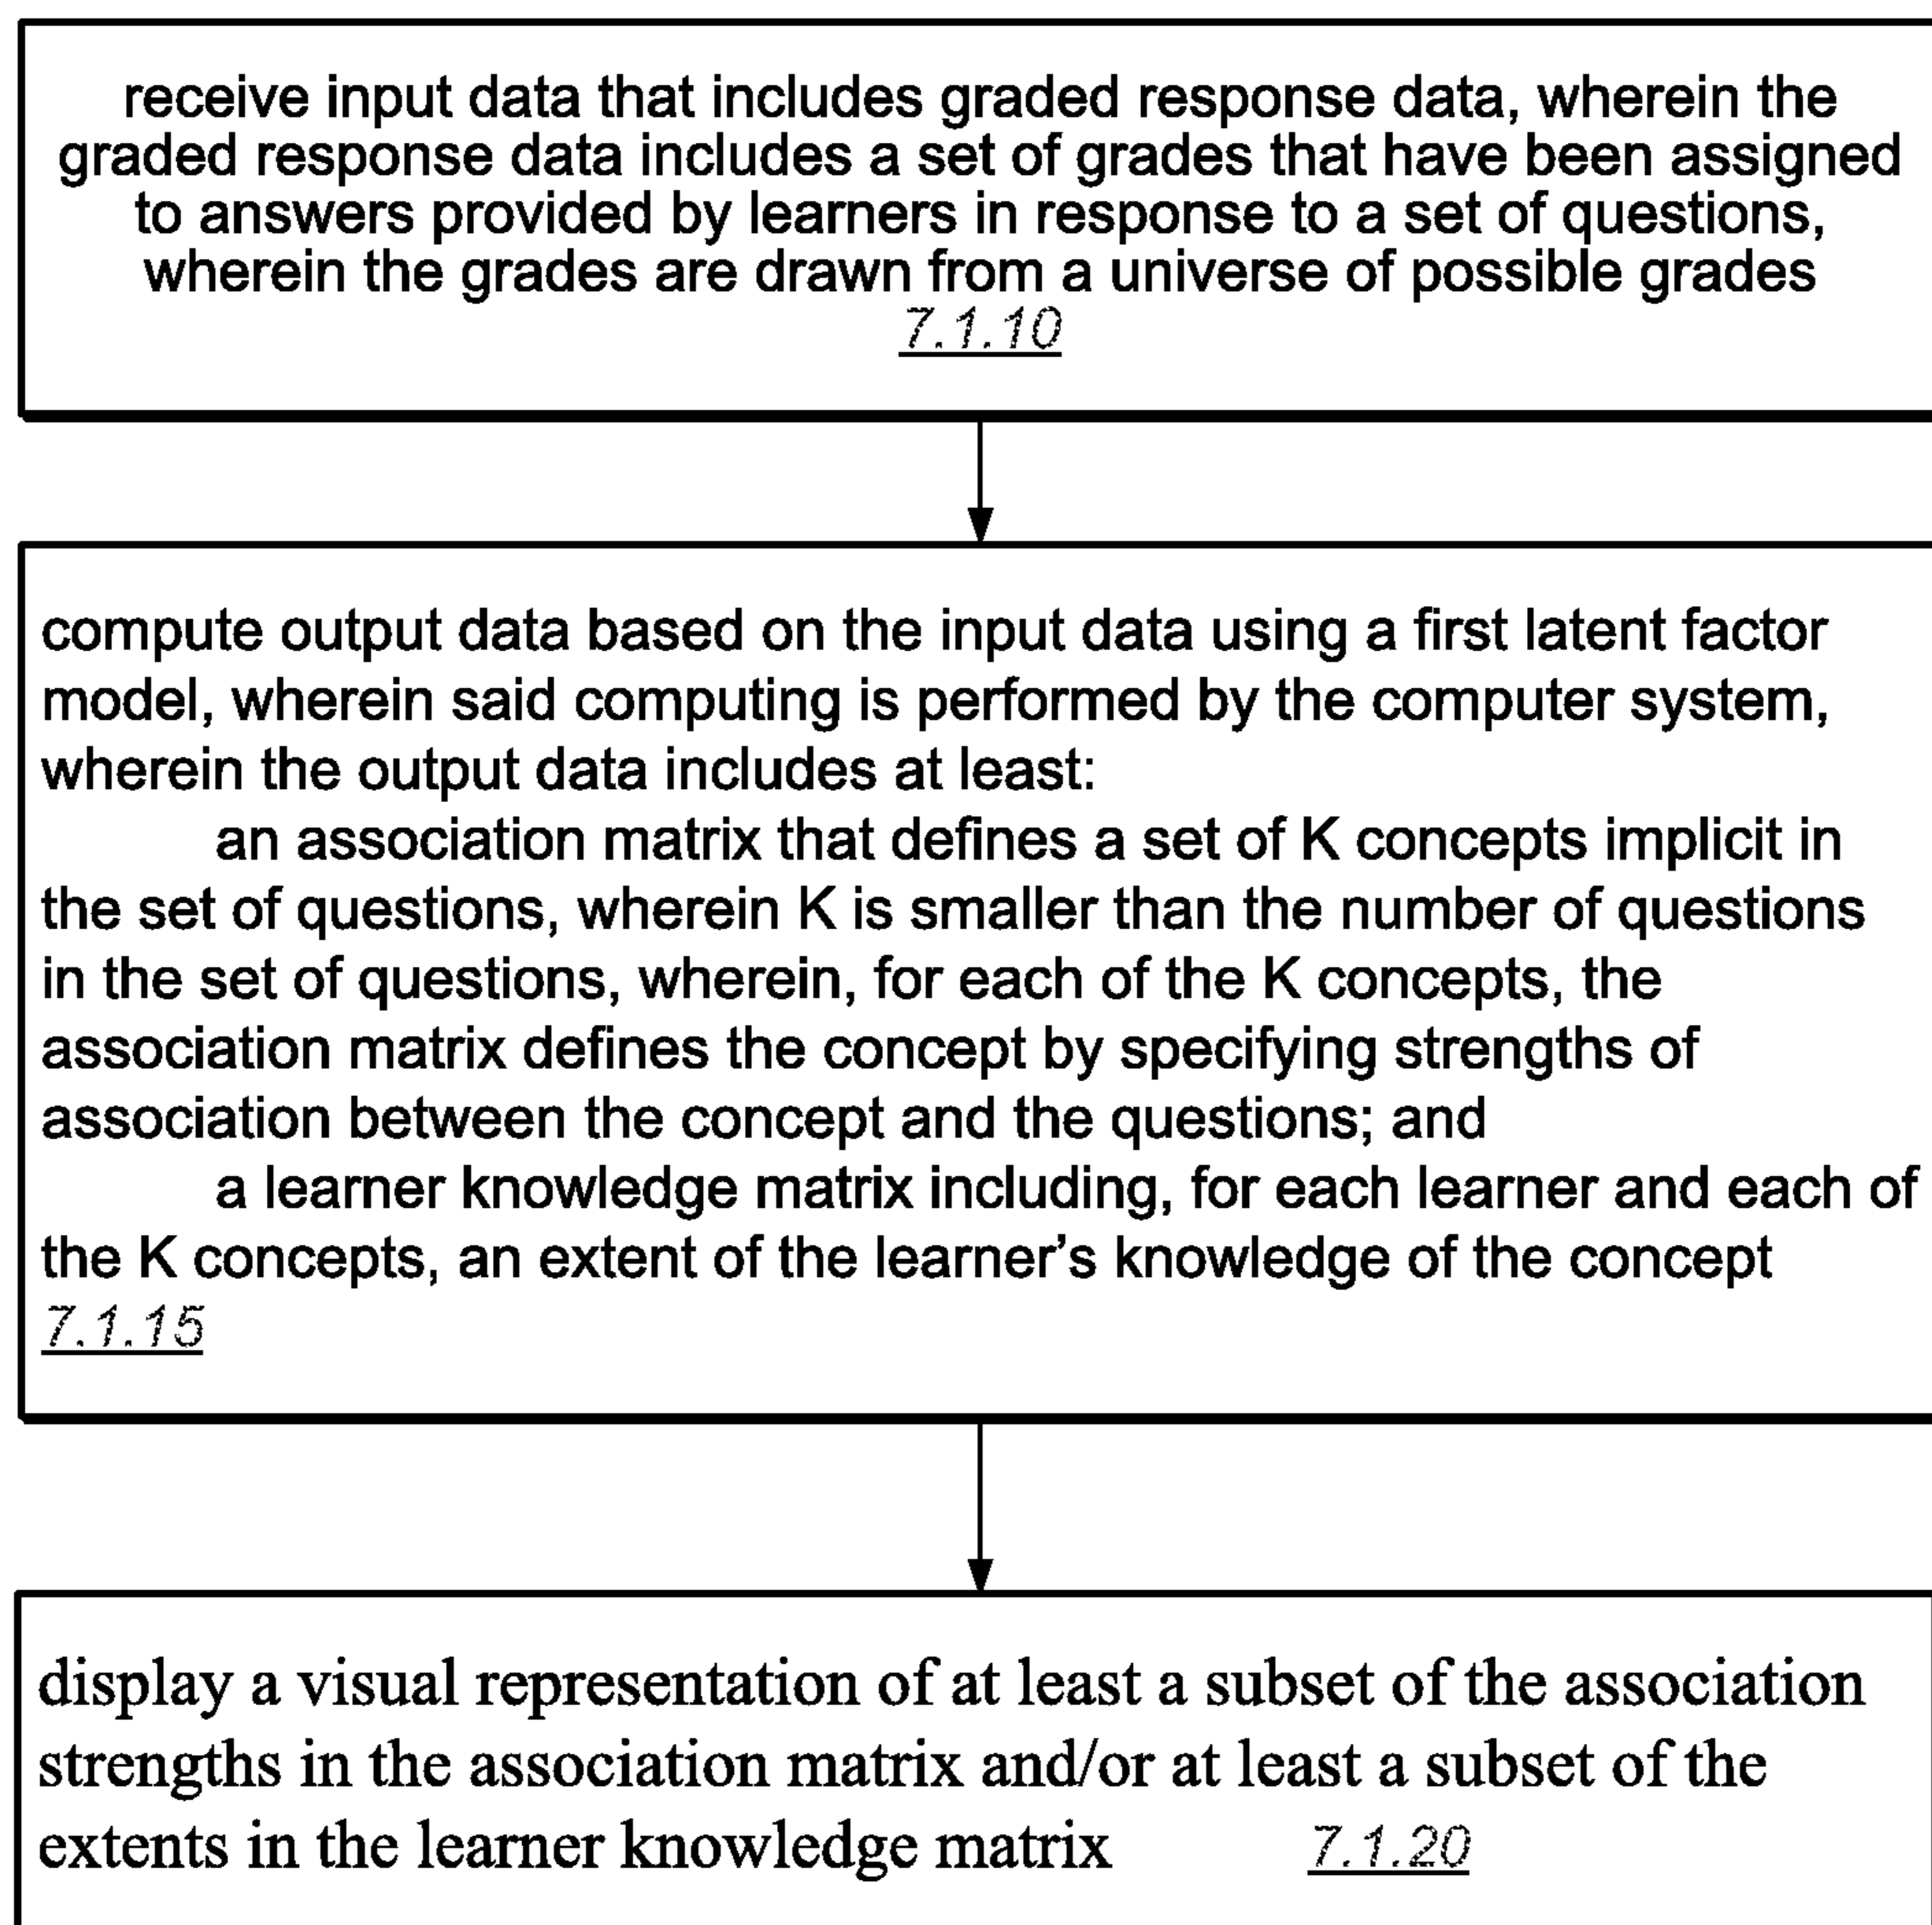 receive input data that includes graded response data, wherein the
graded response data includes a set of grades that have been assigned
to answers provided by learners in response to a set of questions,
wherein the grades are drawn from a universe of possible grades
7.1.10
compute output data based on the input data using a first latent factor
model, wherein said computing is performed by the computer system,
wherein the output data includes at least:
an association matrix that defines a set of K concepts implicit in
the set of questions, wherein K is smaller than the number of questions
in the set of questions, wherein, for each of the K concepts, the
association matrix defines the concept by specifying strengths of
association between the concept and the questions; and
a learner knowledge matrix including, for each learner and each of
the K concepts, an extent of the learner’s knowledge of the concept
7.1.15
display a visual representation of at least a subset of the association
strengths in the association matrix and/or at least a subset of the
extents in the learner knowledge matrix 7.1.20